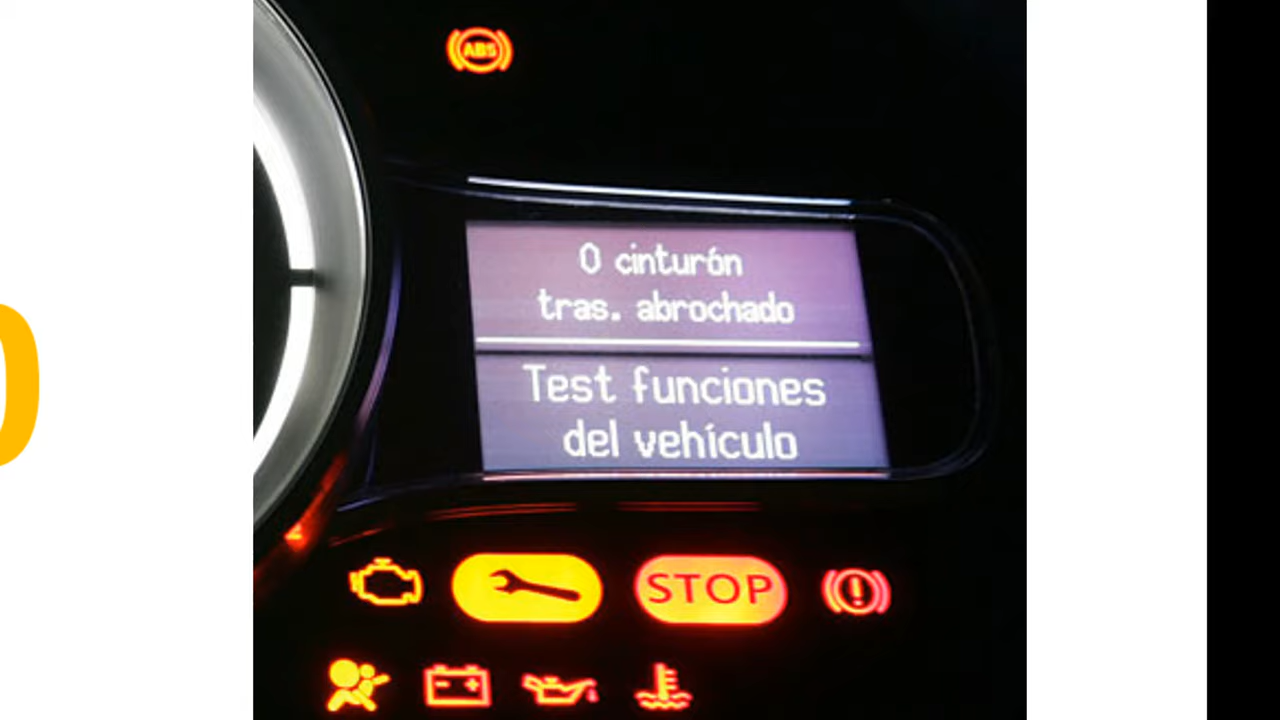 ABS
0 cinturón
tras. abrochado
Test funciones
del vehículo
STOP